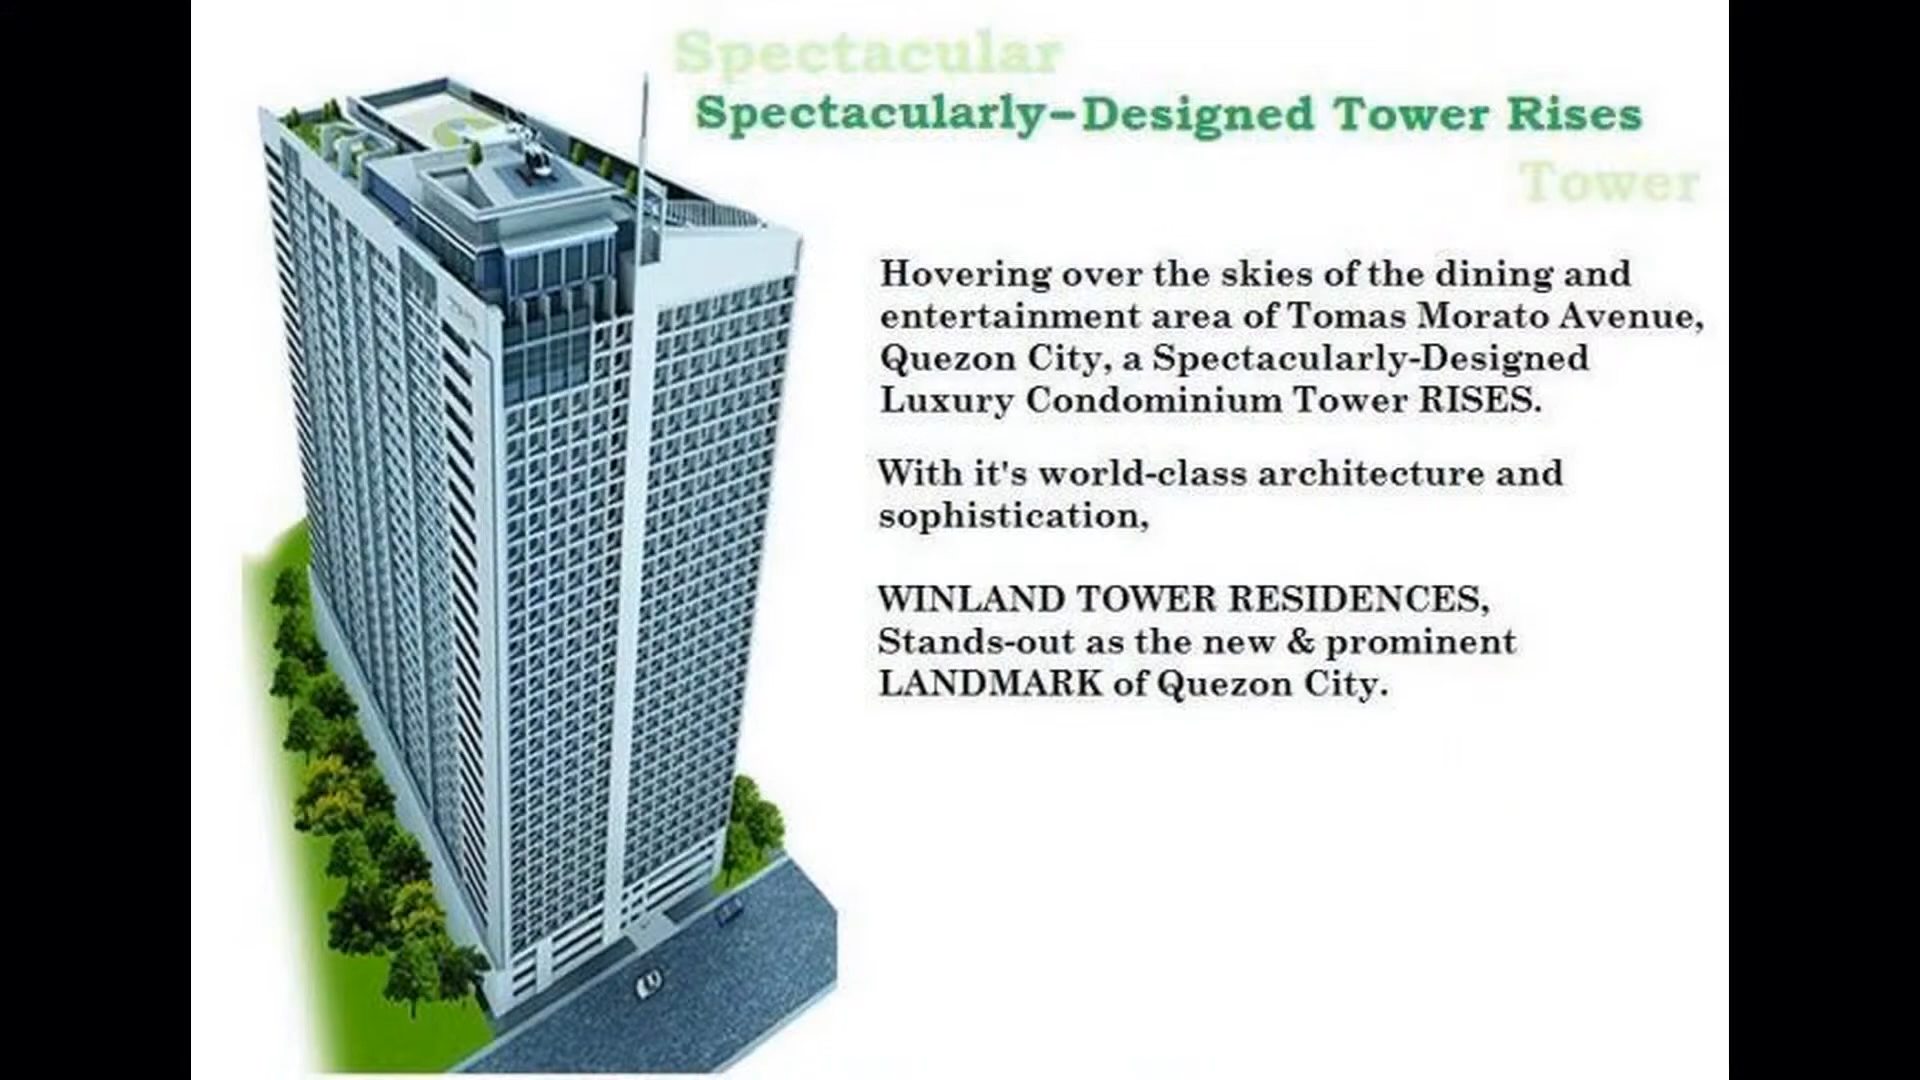 Spectacular
Spectacularly-Designed Tower Rises
Tower
Hovering over the skies of the dining and
entertainment area of Tomas Morato Avenue,
Quezon City, a Spectacularly-Designed
Luxury Condominium Tower RISES.
With it's world-class architecture and
sophistication,
WINLAND TOWER RESIDENCES,
Stands-out as the new & prominent
LANDMARK of Quezon City.